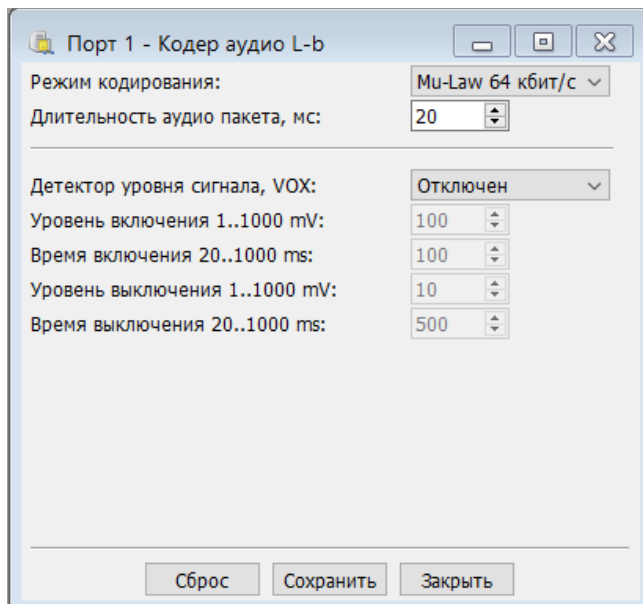 Порт 1 - Кодер аудио L-b
Режим кодирования: Mu-Law 64 кбит/с
Длительность аудио пакета, мс: 20
Детектор уровня сигнала, VOX: Отключен
Уровень включения 1..1000 mV: 100
Время включения 20..1000 ms: 100
Уровень выключения 1..1000 mV: 10
Время выключения 20..1000 ms: 500
Сброс Сохранить Закрыть